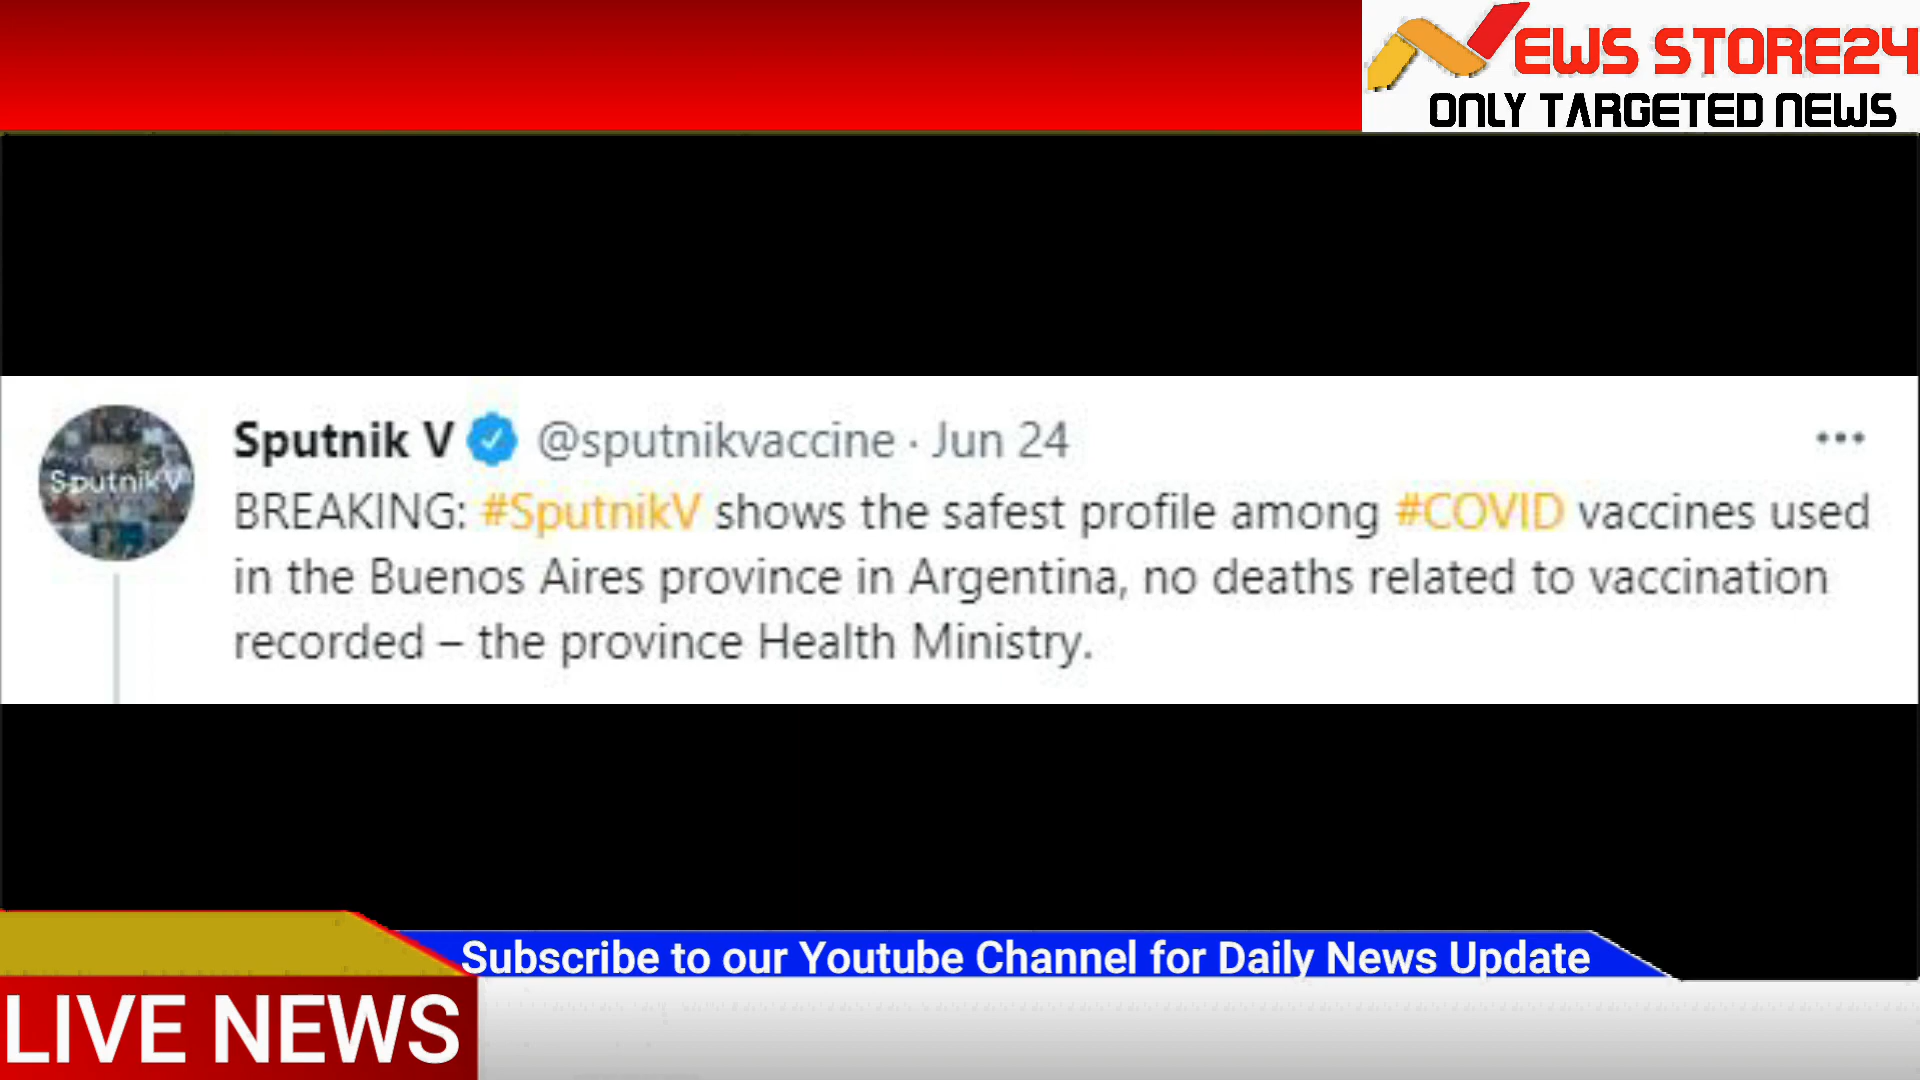 NEWS STORE24
ONLY TARGETED NEWS
Sputnik V @sputnikvaccine · Jun 24
SputnikV
BREAKING: #SputnikV shows the safest profile among #COVID vaccines used
in the Buenos Aires province in Argentina, no deaths related to vaccination
recorded – the province Health Ministry.
Subscribe to our Youtube Channel for Daily News Update
LIVE NEWS